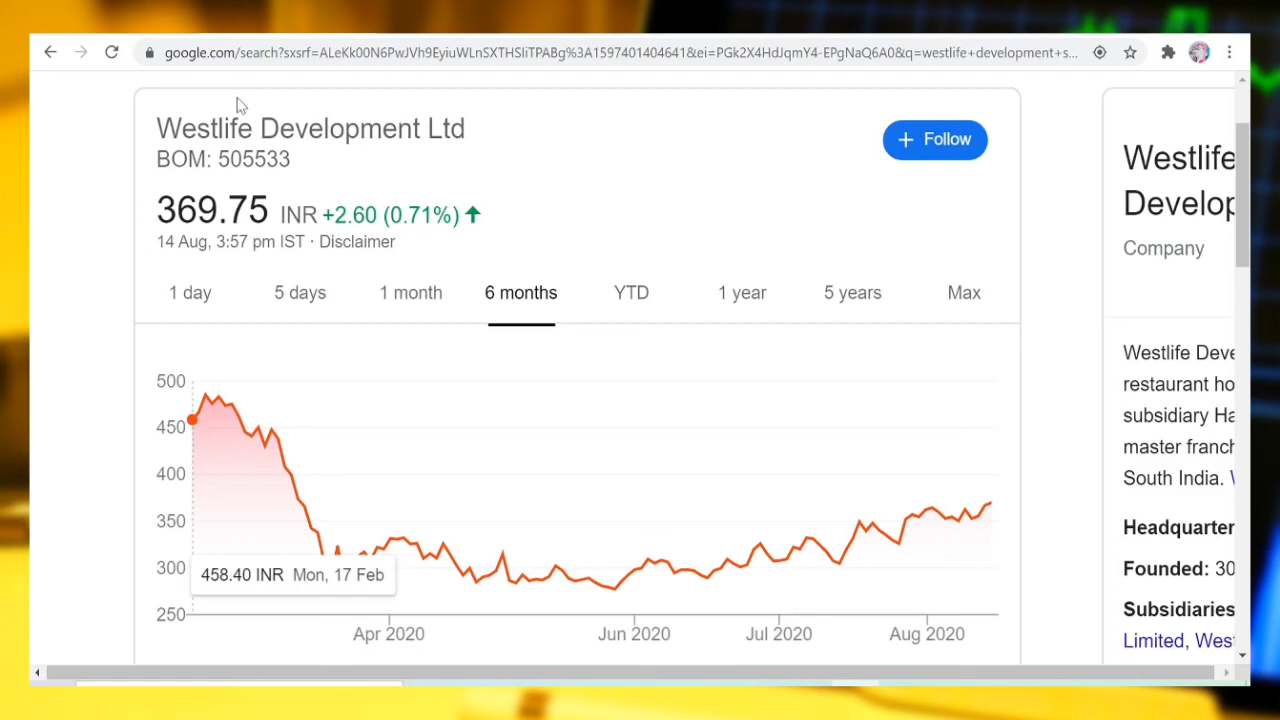 google.com/search?sxsrf=ALeKk00N6PwJVh9EyiuWLnSXTHSIiTPABg%3A1597401404641&ei=PGk2X4HdJqmY4-EPgNaQ6A0&q=westlife+development+s...
Westlife Development Ltd
BOM: 505533
+ Follow
369.75 INR +2.60 (0.71%)
14 Aug, 3:57 pm IST · Disclaimer
1 day 5 days 1 month 6 months YTD 1 year 5 years Max
500
450
400
350
300
250
458.40 INR Mon, 17 Feb
Apr 2020 Jun 2020 Jul 2020 Aug 2020
Westlife
Develop
Company
Westlife Deve
restaurant ho
subsidiary Ha
master franch
South India.
Headquarter
Founded: 30
Subsidiaries
Limited, West